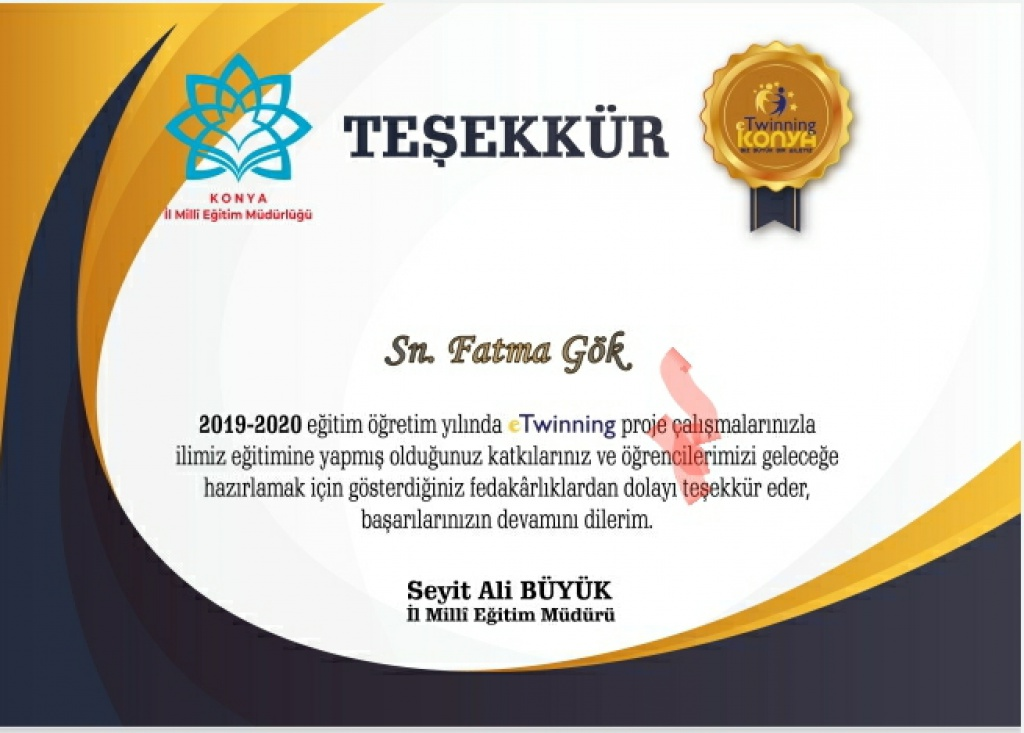 TEŞEKKÜR
KONYA
İl Millî Eğitim Müdürlüğü
eTwinning
KONYA
Sn. Fatma Gök
2019-2020 eğitim öğretim yılında eTwinning proje çalışmalarınızla
ilimiz eğitimine yapmış olduğunuz katkılarınız ve öğrencilerimizi geleceğe
hazırlamak için gösterdiğiniz fedakârlıklardan dolayı teşekkür eder,
başarılarınızın devamını dilerim.
Seyit Ali BÜYÜK
İl Millî Eğitim Müdürü